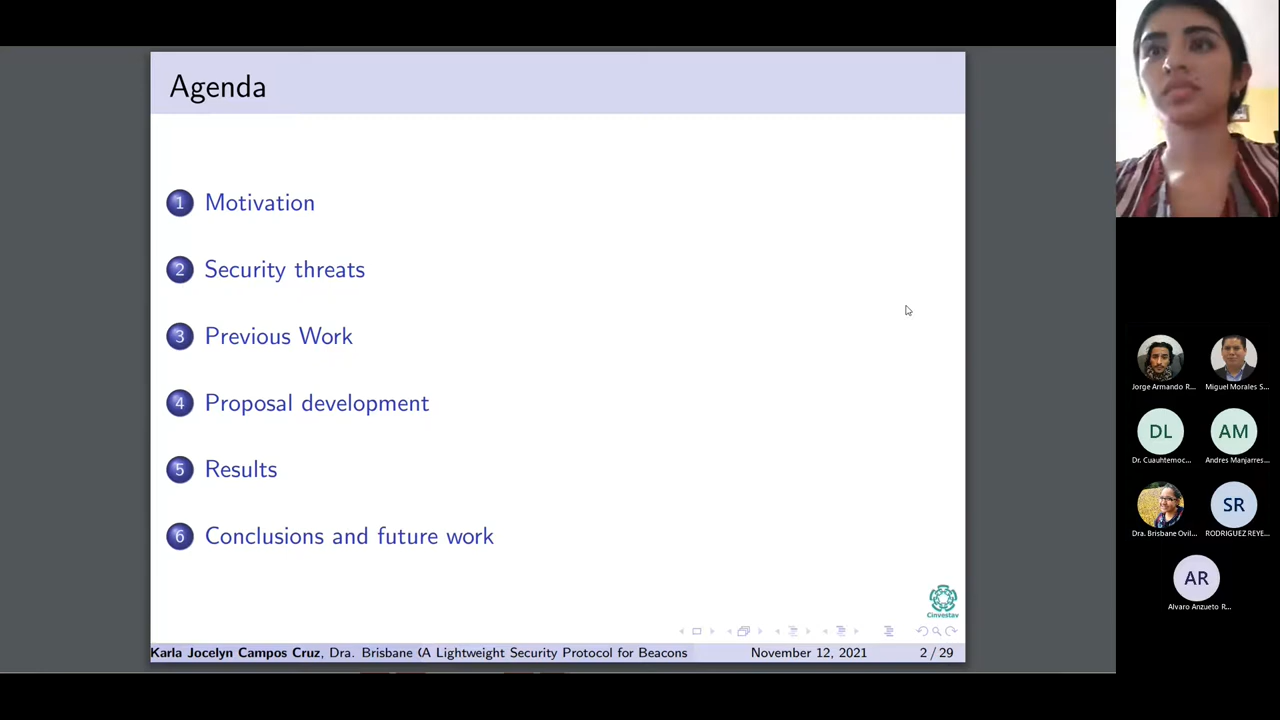 Agenda
1 Motivation
2 Security threats
3 Previous Work
4 Proposal development
5 Results
6 Conclusions and future work
Cinvestav
Karla Jocelyn Campos Cruz, Dra. Brisbane (A Lightweight Security Protocol for Beacons
November 12, 2021
2 / 29
Jorge Armando R...
Miguel Morales S...
DL
AM
Dr. Cuauhtemoc...
Andres Manjarres...
SR
Dra. Brisbane Ovil...
RODRIGUEZ REYE...
AR
Alvaro Anzueto R...